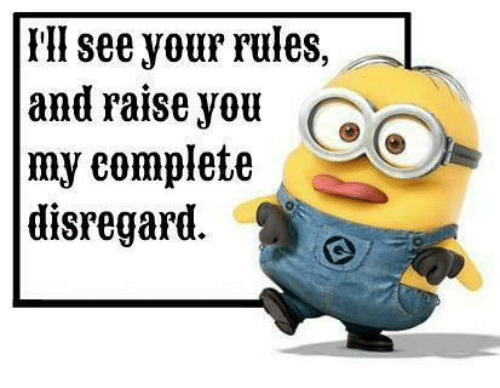 I'll see your rules,
and raise you
my complete
disregard.